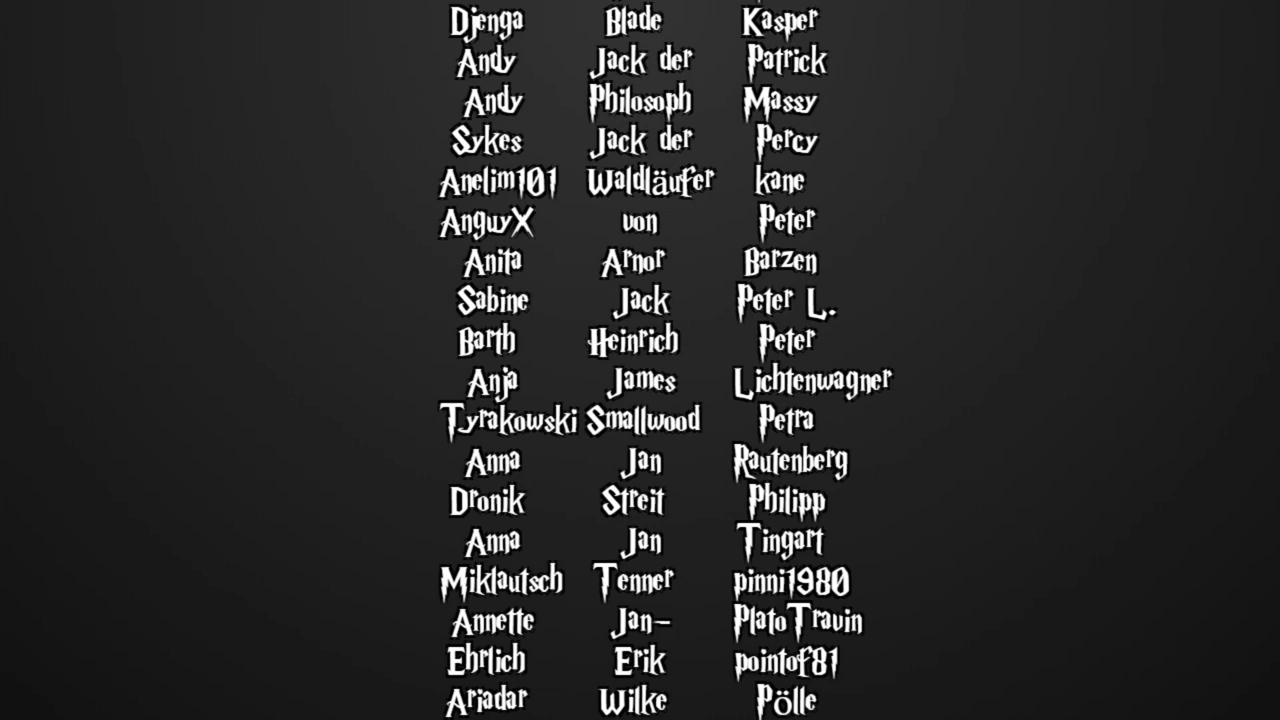 Djenga Blade Kasper
Andy Jack der Patrick
Andy Philosoph Massy
Sykes Jack der Percy
Anelim101 Waldläufer kane
AnguyX von Peter
Anita Arnor Barzen
Sabine Jack Peter L.
Barth Heinrich Peter
Anja James Lichtenwagner
Tyrakowski Smallwood Petra
Anna Jan Rautenberg
Dronik Streit Philipp
Anna Jan Tingart
Miklautsch Tenner pinni1980
Annette Jan- PlatoTravin
Ehrlich Erik pointof81
Ariadar Wilke Pölle